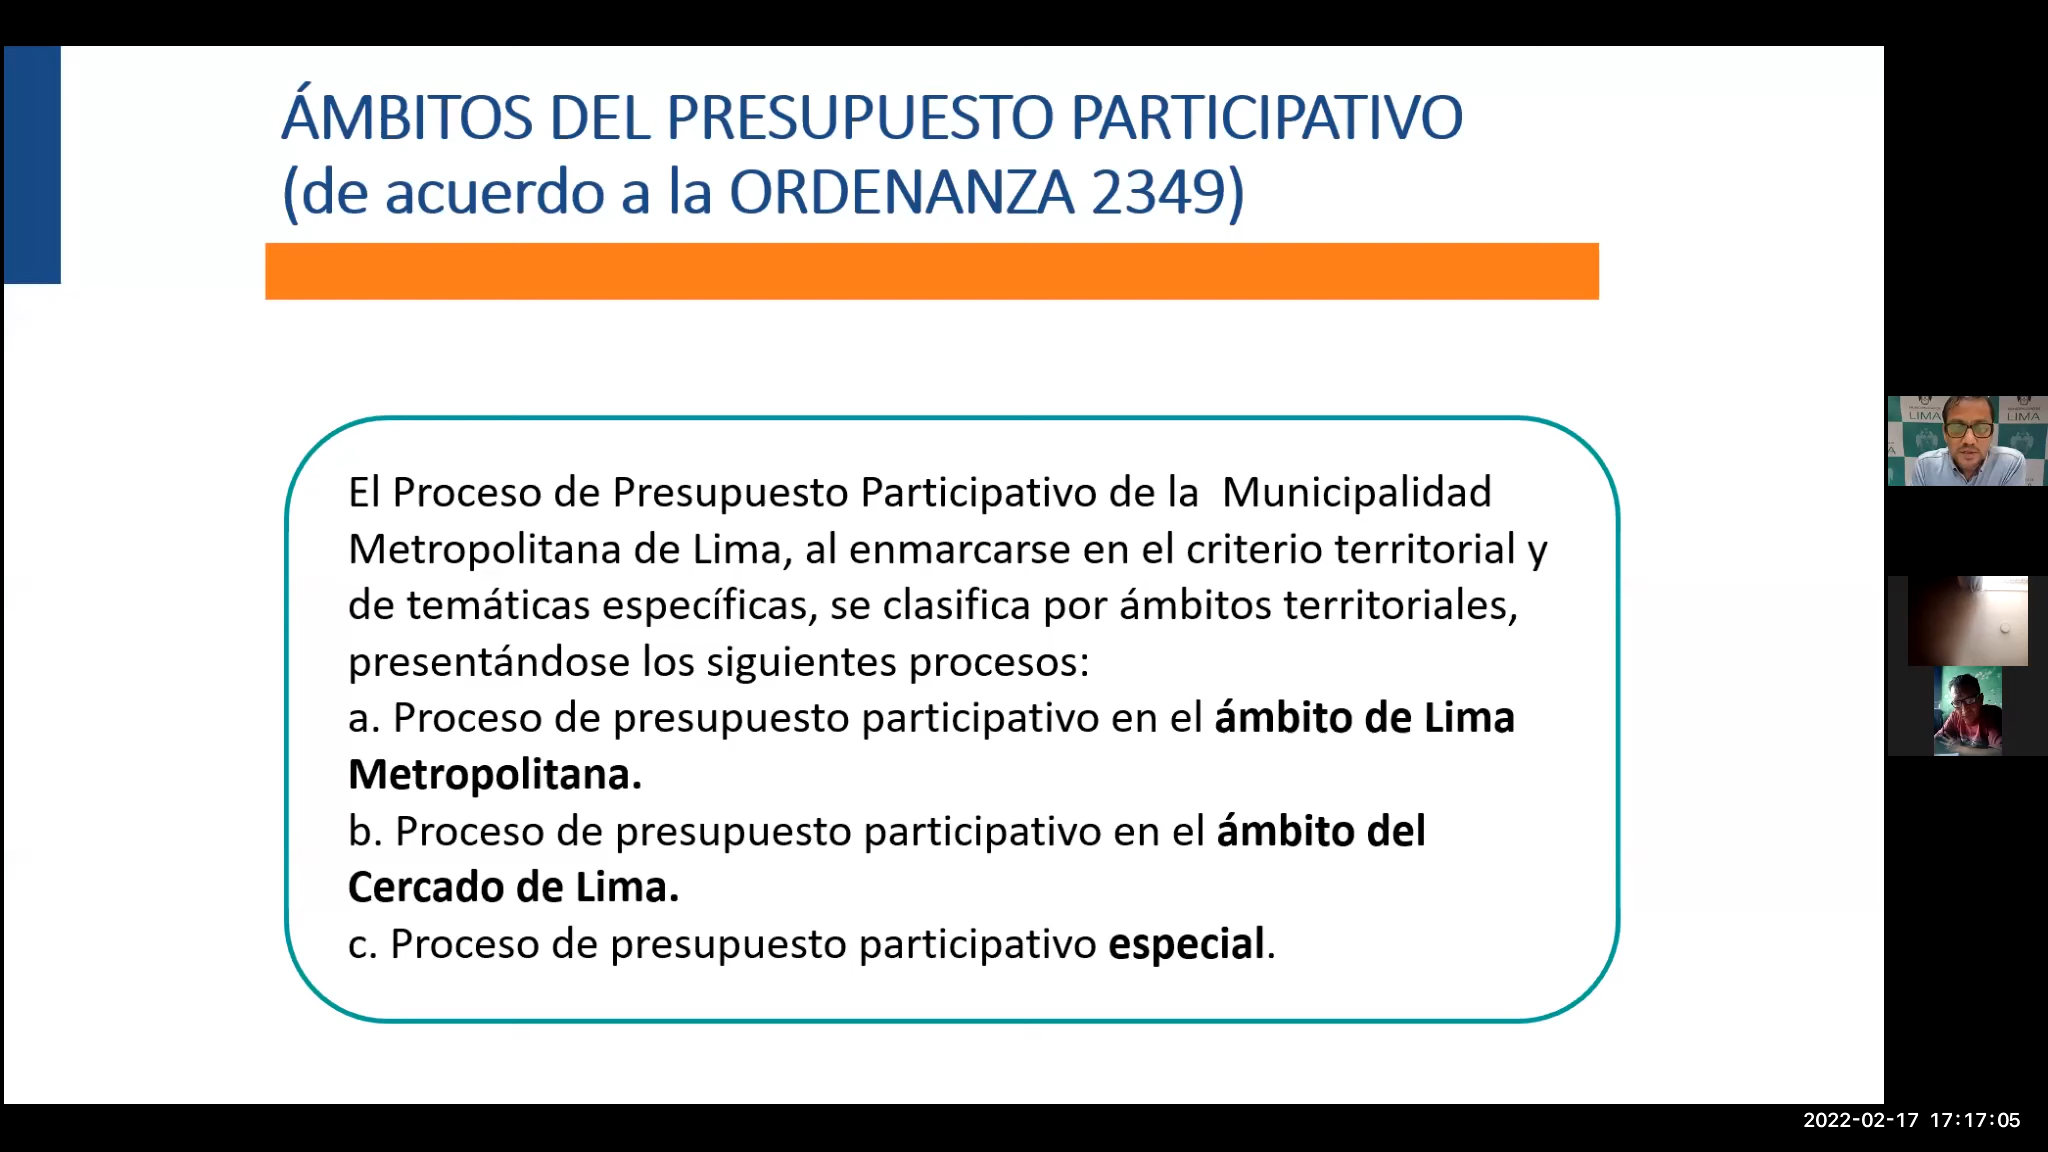 ÁMBITOS DEL PRESUPUESTO PARTICIPATIVO
(de acuerdo a la ORDENANZA 2349)
El Proceso de Presupuesto Participativo de la Municipalidad
Metropolitana de Lima, al enmarcarse en el criterio territorial y
de temáticas específicas, se clasifica por ámbitos territoriales,
presentándose los siguientes procesos:
a. Proceso de presupuesto participativo en el ámbito de Lima
Metropolitana.
b. Proceso de presupuesto participativo en el ámbito del
Cercado de Lima.
c. Proceso de presupuesto participativo especial.
LIMA
LIMA
2022-02-17 17:17:05